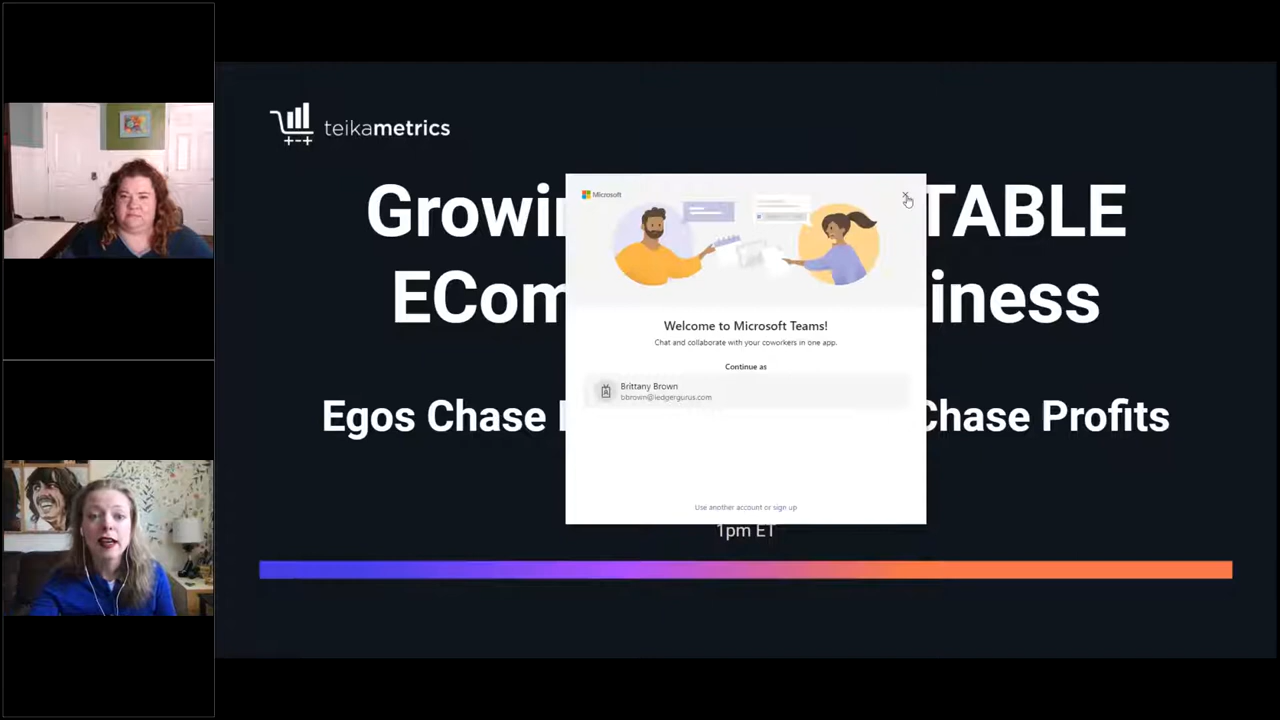 teikametrics
Growin TABLE
ECom iness
Egos Chase Chase Profits
1pm ET
Microsoft
Welcome to Microsoft Teams!
Chat and collaborate with your coworkers in one app.
Continue as
Brittany Brown
bbrown@ledgergurus.com
Use another account or sign up